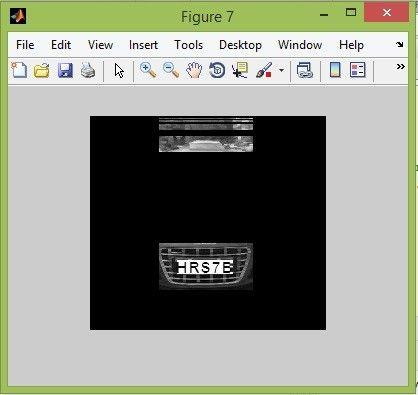 Figure 7
File Edit View Insert Tools Desktop Window Help
HRS7B